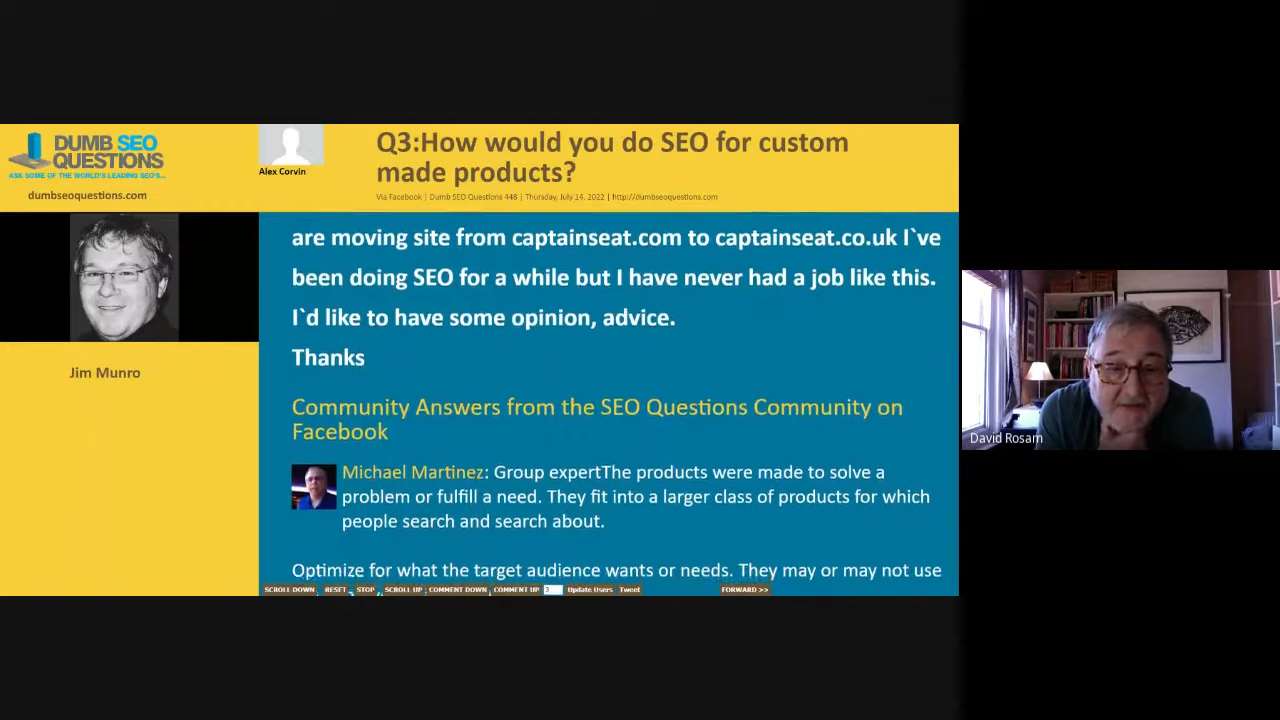 DUMB SEO
QUESTIONS
ASK SOME OF THE WORLD'S LEADING SEO'S...
dumbseoquestions.com
Alex Corvin
Q3:How would you do SEO for custom
made products?
Via Facebook | Dumb SEO Questions 448 | Thursday, July 14, 2022 | http://dumbseoquestions.com
Jim Munro
are moving site from captainseat.com to captainseat.co.uk I`ve
been doing SEO for a while but I have never had a job like this.
I`d like to have some opinion, advice.
Thanks
Community Answers from the SEO Questions Community on
Facebook
Michael Martinez: Group expertThe products were made to solve a
problem or fulfill a need. They fit into a larger class of products for which
people search and search about.
Optimize for what the target audience wants or needs. They may or may not use
SCROLL DOWN RESET STOP SCROLL UP COMMENT DOWN COMMENT UP 3 Update Users Tweet FORWARD >>
David Rosam